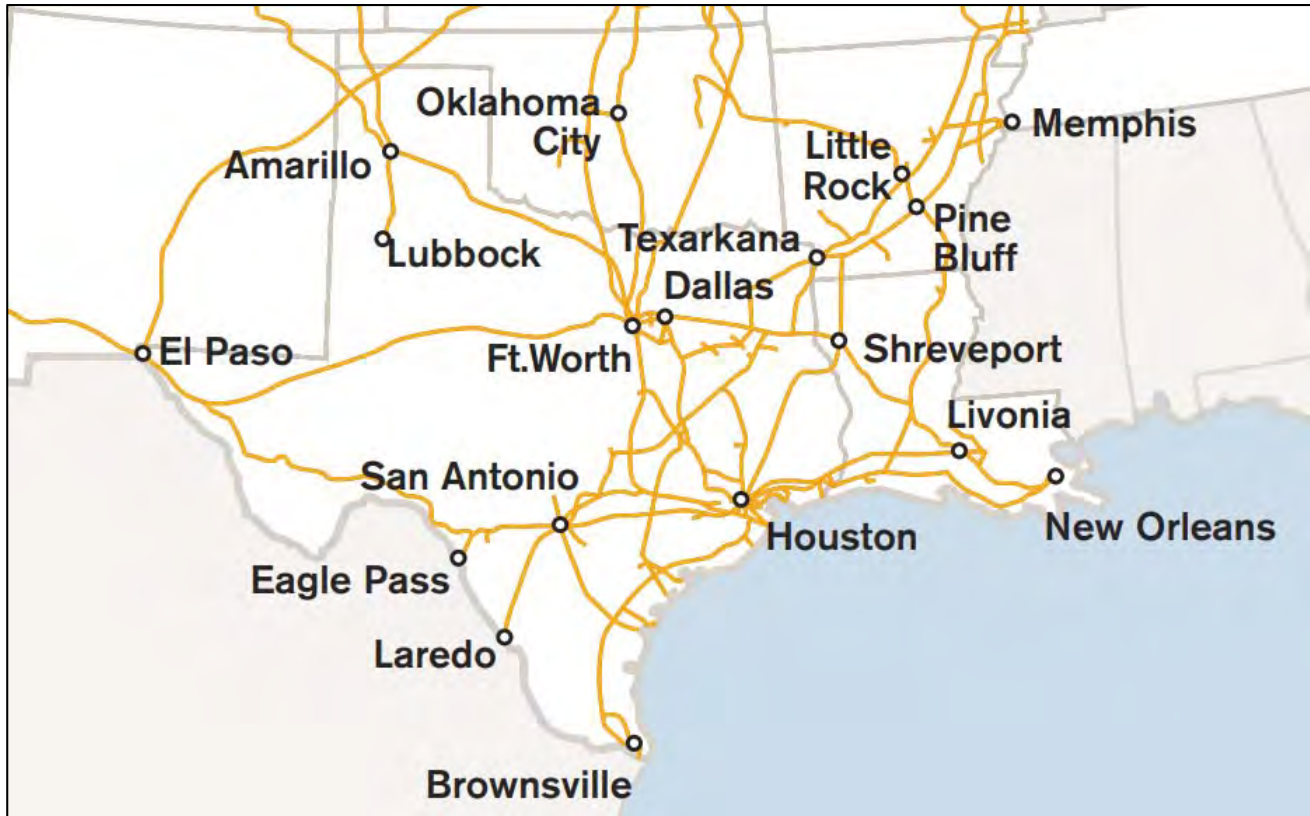 Oklahoma
City
Memphis
Amarillo
Little
Rock
Lubbock
Texarkana
Pine
Bluff
Dallas
El Paso
Ft.Worth
Shreveport
Livonia
San Antonio
New Orleans
Houston
Eagle Pass
Laredo
Brownsville